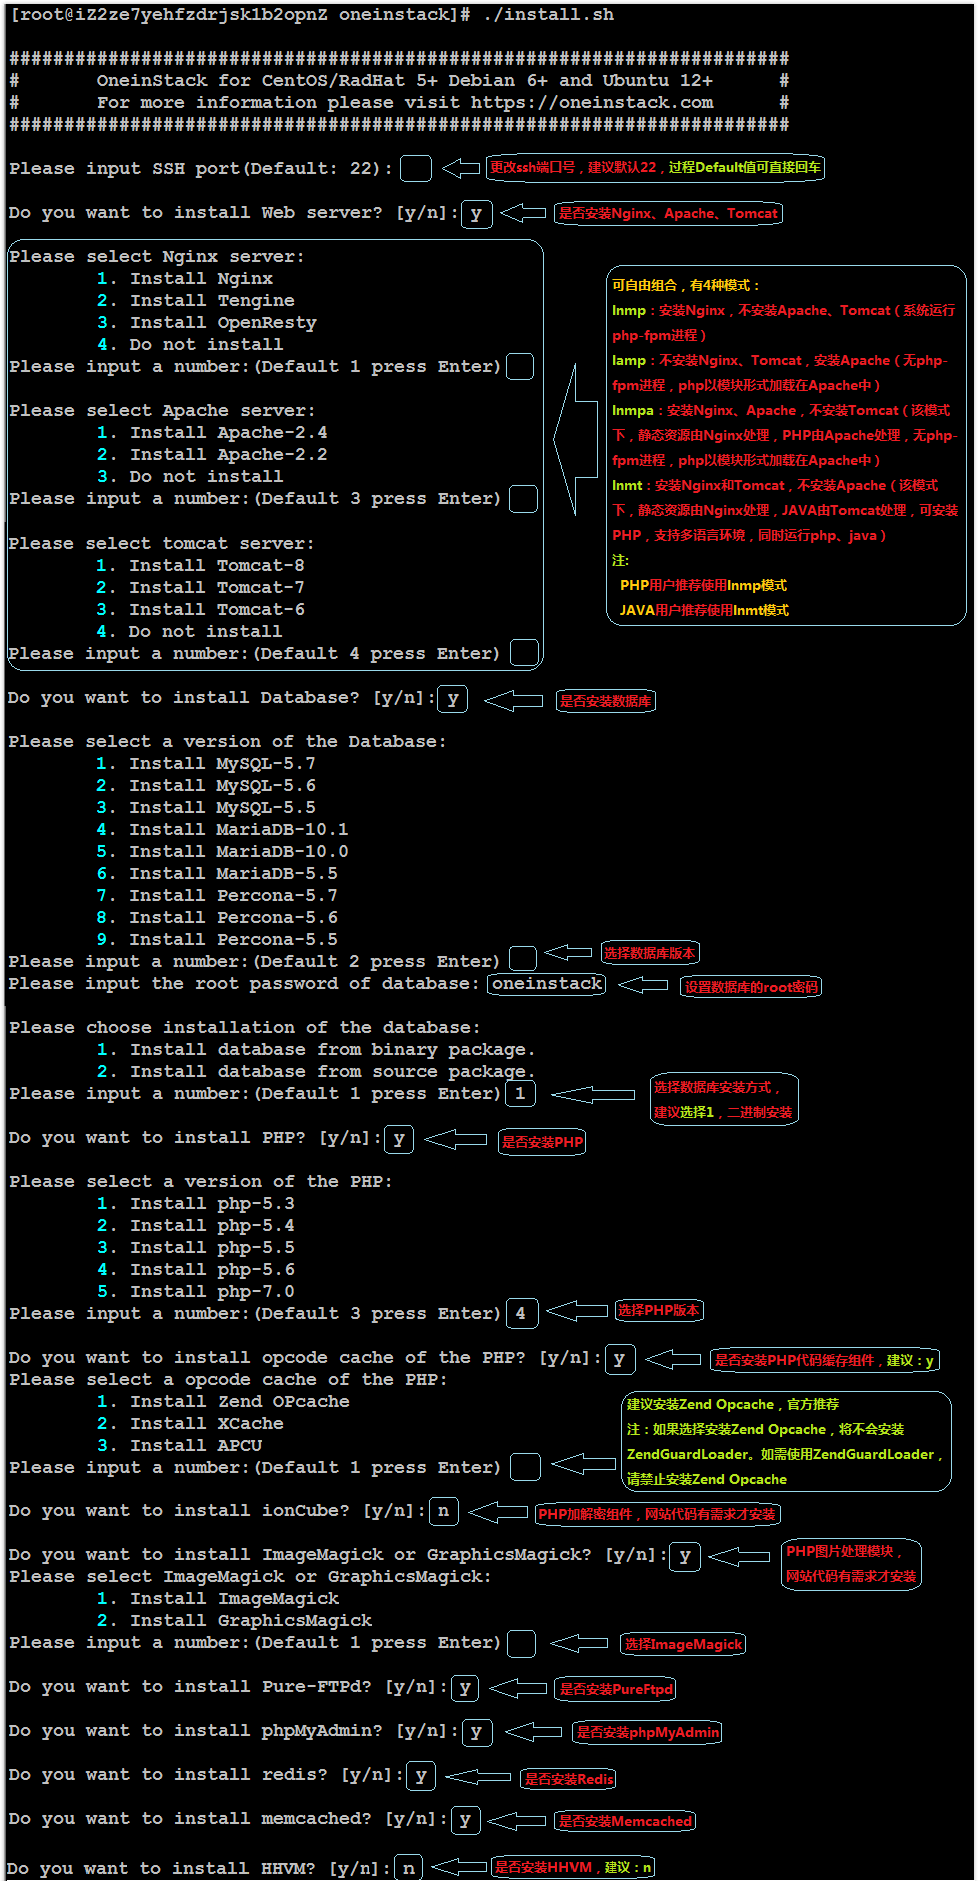 [root@iZ2ze7yehfzdrjsk1b2opnZ oneinstack]# ./install.sh
#######################################################################
#       OneinStack for CentOS/RadHat 5+ Debian 6+ and Ubuntu 12+      #
#       For more information please visit https://oneinstack.com      #
#######################################################################
Please input SSH port(Default: 22):
更改ssh端口号，建议默认22，过程Default值可直接回车
Do you want to install Web server? [y/n]: y
是否安装Nginx、Apache、Tomcat
Please select Nginx server:
1. Install Nginx
2. Install Tengine
3. Install OpenResty
4. Do not install
Please input a number:(Default 1 press Enter)
Please select Apache server:
1. Install Apache-2.4
2. Install Apache-2.2
3. Do not install
Please input a number:(Default 3 press Enter)
Please select tomcat server:
1. Install Tomcat-8
2. Install Tomcat-7
3. Install Tomcat-6
4. Do not install
Please input a number:(Default 4 press Enter)
可自由组合，有4种模式：
lnmp：安装Nginx，不安装Apache、Tomcat（系统运行
php-fpm进程）
lamp：不安装Nginx、Tomcat，安装Apache（无php-
fpm进程，php以模块形式加载在Apache中）
lnmpa：安装Nginx、Apache，不安装Tomcat（该模式
下，静态资源由Nginx处理，PHP由Apache处理，无php-
fpm进程，php以模块形式加载在Apache中）
lnmt：安装Nginx和Tomcat，不安装Apache（该模式
下，静态资源由Nginx处理，JAVA由Tomcat处理，可安装
PHP，支持多语言环境，同时运行php、java）
注:
PHP用户推荐使用lnmp模式
JAVA用户推荐使用lnmt模式
Do you want to install Database? [y/n]: y
是否安装数据库
Please select a version of the Database:
1. Install MySQL-5.7
2. Install MySQL-5.6
3. Install MySQL-5.5
4. Install MariaDB-10.1
5. Install MariaDB-10.0
6. Install MariaDB-5.5
7. Install Percona-5.7
8. Install Percona-5.6
9. Install Percona-5.5
Please input a number:(Default 2 press Enter)
选择数据库版本
Please input the root password of database: oneinstack
设置数据库的root密码
Please choose installation of the database:
1. Install database from binary package.
2. Install database from source package.
Please input a number:(Default 1 press Enter) 1
选择数据库安装方式，
建议选择1，二进制安装
Do you want to install PHP? [y/n]: y
是否安装PHP
Please select a version of the PHP:
1. Install php-5.3
2. Install php-5.4
3. Install php-5.5
4. Install php-5.6
5. Install php-7.0
Please input a number:(Default 3 press Enter) 4
选择PHP版本
Do you want to install opcode cache of the PHP? [y/n]: y
是否安装PHP代码缓存组件，建议：y
Please select a opcode cache of the PHP:
1. Install Zend OPcache
2. Install XCache
3. Install APCU
Please input a number:(Default 1 press Enter)
建议安装Zend Opcache，官方推荐
注：如果选择安装Zend Opcache，将不会安装
ZendGuardLoader。如需使用ZendGuardLoader，
请禁止安装Zend Opcache
Do you want to install ionCube? [y/n]: n
PHP加解密组件，网站代码有需求才安装
Do you want to install ImageMagick or GraphicsMagick? [y/n]: y
PHP图片处理模块，
网站代码有需求才安装
Please select ImageMagick or GraphicsMagick:
1. Install ImageMagick
2. Install GraphicsMagick
Please input a number:(Default 1 press Enter)
选择ImageMagick
Do you want to install Pure-FTPd? [y/n]: y
是否安装PureFtpd
Do you want to install phpMyAdmin? [y/n]: y
是否安装phpMyAdmin
Do you want to install redis? [y/n]: y
是否安装Redis
Do you want to install memcached? [y/n]: y
是否安装Memcached
Do you want to install HHVM? [y/n]: n
是否安装HHVM，建议：n